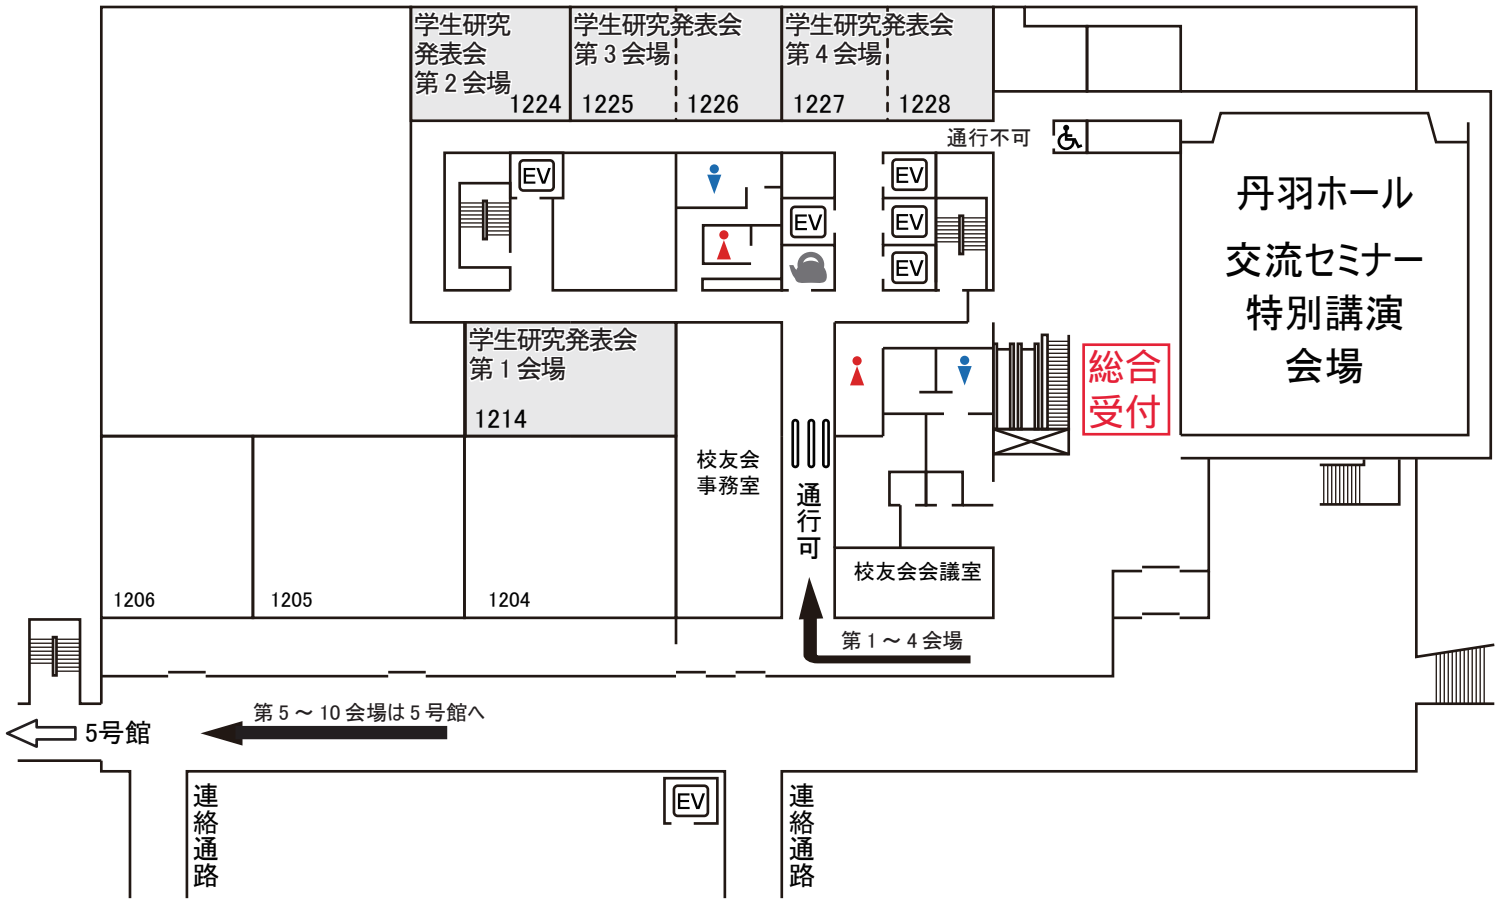 学生研究
発表会
第２会場
1224
学生研究発表会
第３会場
1225
1226
学生研究発表会
第４会場
1227
1228
通行不可
EV
EV
EV
EV
EV
丹羽ホール
交流セミナー
特別講演
会場
学生研究発表会
第１会場
1214
総合
受付
校友会
事務室
通行可
校友会会議室
1206
1205
1204
第１～４会場
第５～10会場は５号館へ
5号館
連絡通路
EV
連絡通路